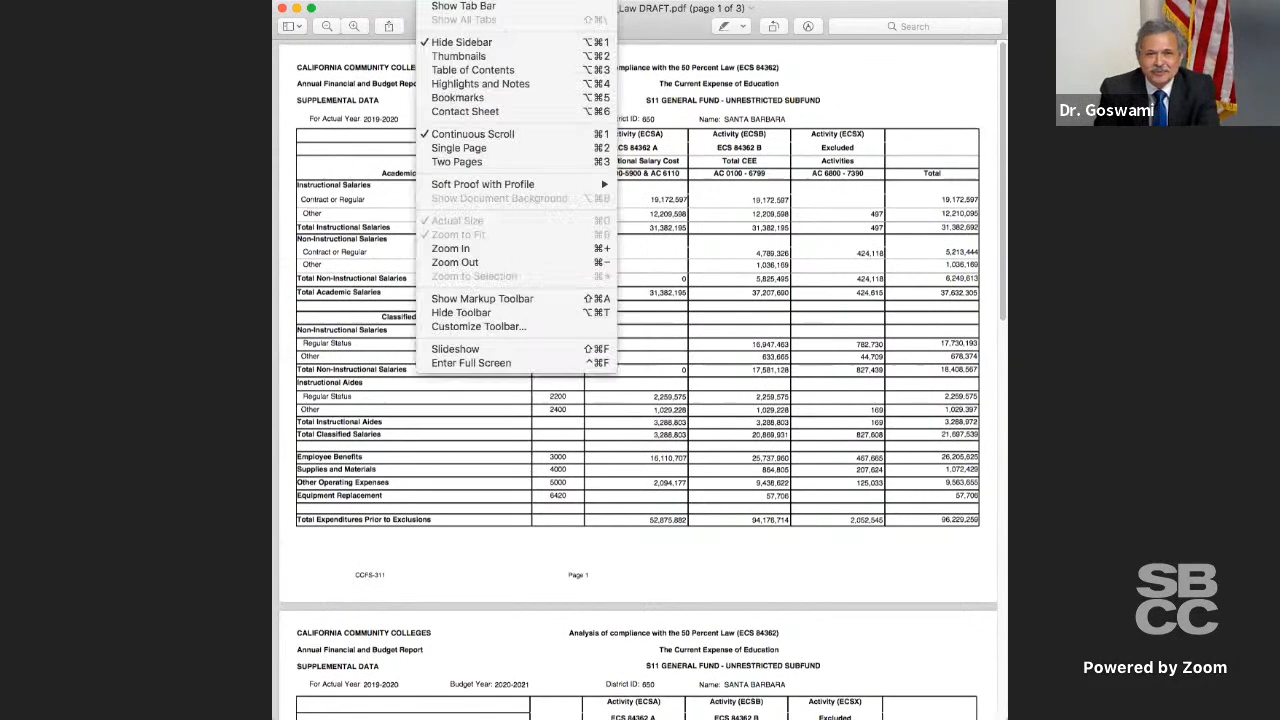 Law DRAFT.pdf (page 1 of 3)
Search
Show Tab Bar
Show All Tabs ⇧⌘\
✓ Hide Sidebar ⌥⌘1
Thumbnails ⌥⌘2
Table of Contents ⌥⌘3
Highlights and Notes ⌥⌘4
Bookmarks ⌥⌘5
Contact Sheet ⌥⌘6
✓ Continuous Scroll ⌘1
Single Page ⌘2
Two Pages ⌘3
Soft Proof with Profile
Show Document Background ⌥⌘B
✓ Actual Size ⌘0
✓ Zoom to Fit ⌘9
Zoom In ⌘+
Zoom Out ⌘−
Zoom to Selection ⌘*
Show Markup Toolbar ⇧⌘A
Hide Toolbar ⌥⌘T
Customize Toolbar...
Slideshow ⇧⌘F
Enter Full Screen ^⌘F
CALIFORNIA COMMUNITY COLLEG mpliance with the 50 Percent Law (ECS 84362)
Annual Financial and Budget Repo The Current Expense of Education
SUPPLEMENTAL DATA S11 GENERAL FUND - UNRESTRICTED SUBFUND
For Actual Year: 2019-2020 District ID: 650 Name: SANTA BARBARA
tivity (ECSA) Activity (ECSB) Activity (ECSX)
CS 84362 A ECS 84362 B Excluded
tional Salary Cost Total CEE Activities
Academic 00-5900 & AC 6110 AC 0100 - 6799 AC 6800 - 7390 Total
Instructional Salaries
Contract or Regular 19,172,597 19,172,597 19,172,597
Other 12,209,598 12,209,598 497 12,210,095
Total Instructional Salaries 31,382,195 31,382,195 497 31,382,692
Non-Instructional Salaries
Contract or Regular 4,789,326 424,118 5,213,444
Other 1,036,169 1,036,169
Total Non-Instructional Salaries 0 5,825,495 424,118 6,249,613
Total Academic Salaries 31,382,195 37,207,690 424,615 37,632,305
Classified
Non-Instructional Salaries
Regular Status 16,947,463 782,730 17,730,193
Other 633,665 44,709 678,374
Total Non-Instructional Salaries 0 17,581,128 827,439 18,408,567
Instructional Aides
Regular Status 2200 2,259,575 2,259,575 2,259,575
Other 2400 1,029,228 1,029,228 169 1,029,397
Total Instructional Aides 3,288,803 3,288,803 169 3,288,972
Total Classified Salaries 3,288,803 20,869,931 827,608 21,697,539
Employee Benefits 3000 16,110,707 25,737,960 467,665 26,205,625
Supplies and Materials 4000 864,805 207,624 1,072,429
Other Operating Expenses 5000 2,094,177 9,438,622 125,033 9,563,655
Equipment Replacement 6420 57,706 57,706
Total Expenditures Prior to Exclusions 52,875,882 94,176,714 2,052,545 96,229,259
CCFS-311 Page 1
CALIFORNIA COMMUNITY COLLEGES Analysis of compliance with the 50 Percent Law (ECS 84362)
Annual Financial and Budget Report The Current Expense of Education
SUPPLEMENTAL DATA S11 GENERAL FUND - UNRESTRICTED SUBFUND
For Actual Year: 2019-2020 Budget Year: 2020-2021 District ID: 650 Name: SANTA BARBARA
Activity (ECSA) Activity (ECSB) Activity (ECSX)
ECS 84362 A ECS 84362 B Excluded
Dr. Goswami
SB
CC
Powered by Zoom